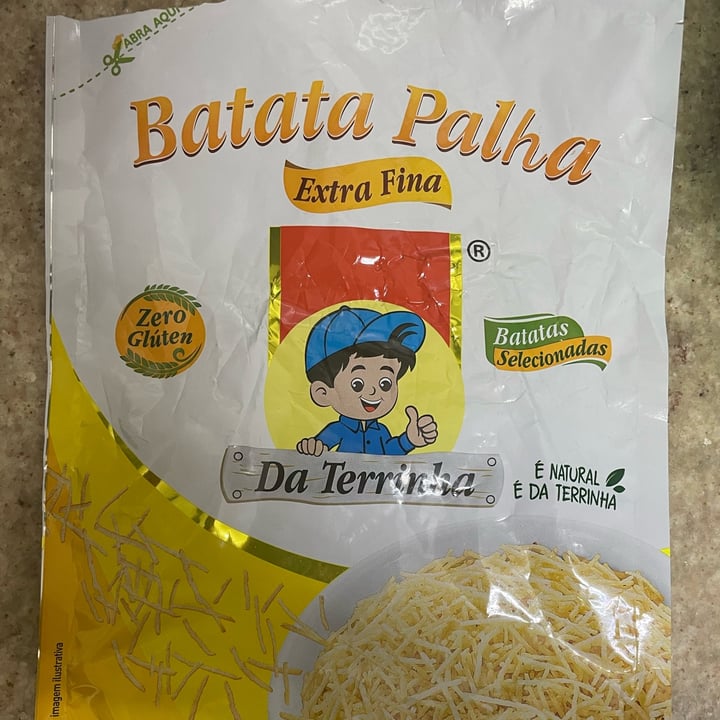 ABRA AQUI
Batata Palha
Extra Fina
®
Zero
Glúten
Batatas
Selecionadas
Da Terrinha
É NATURAL
É DA TERRINHA
imagem ilustrativa